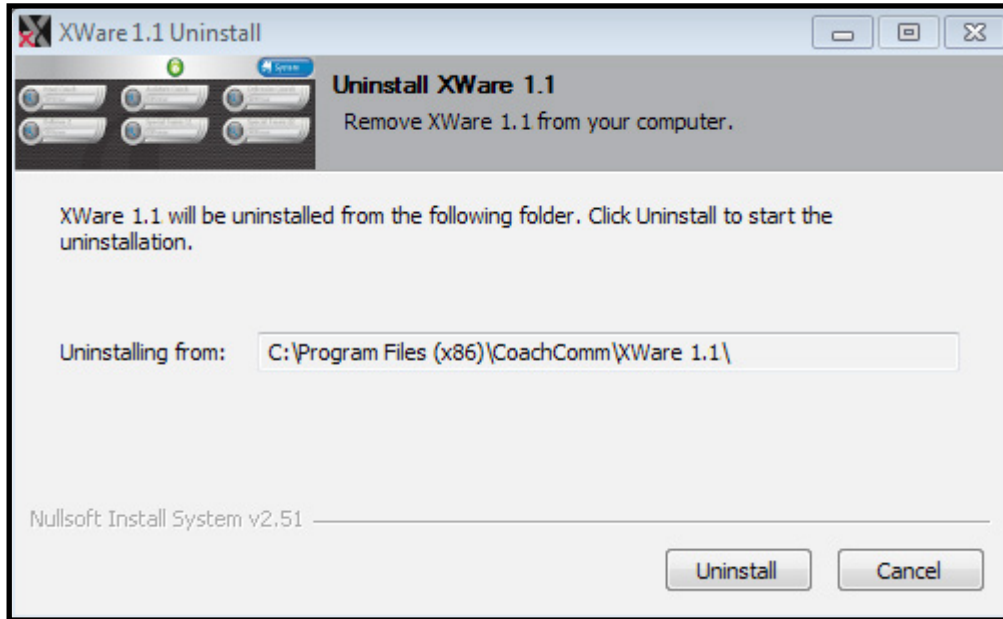 XWare 1.1 Uninstall
System
Uninstall XWare 1.1
Remove XWare 1.1 from your computer.
XWare 1.1 will be uninstalled from the following folder. Click Uninstall to start the
uninstallation.
Uninstalling from: C:\Program Files (x86)\CoachComm\XWare 1.1\
Nullsoft Install System v2.51
Uninstall Cancel